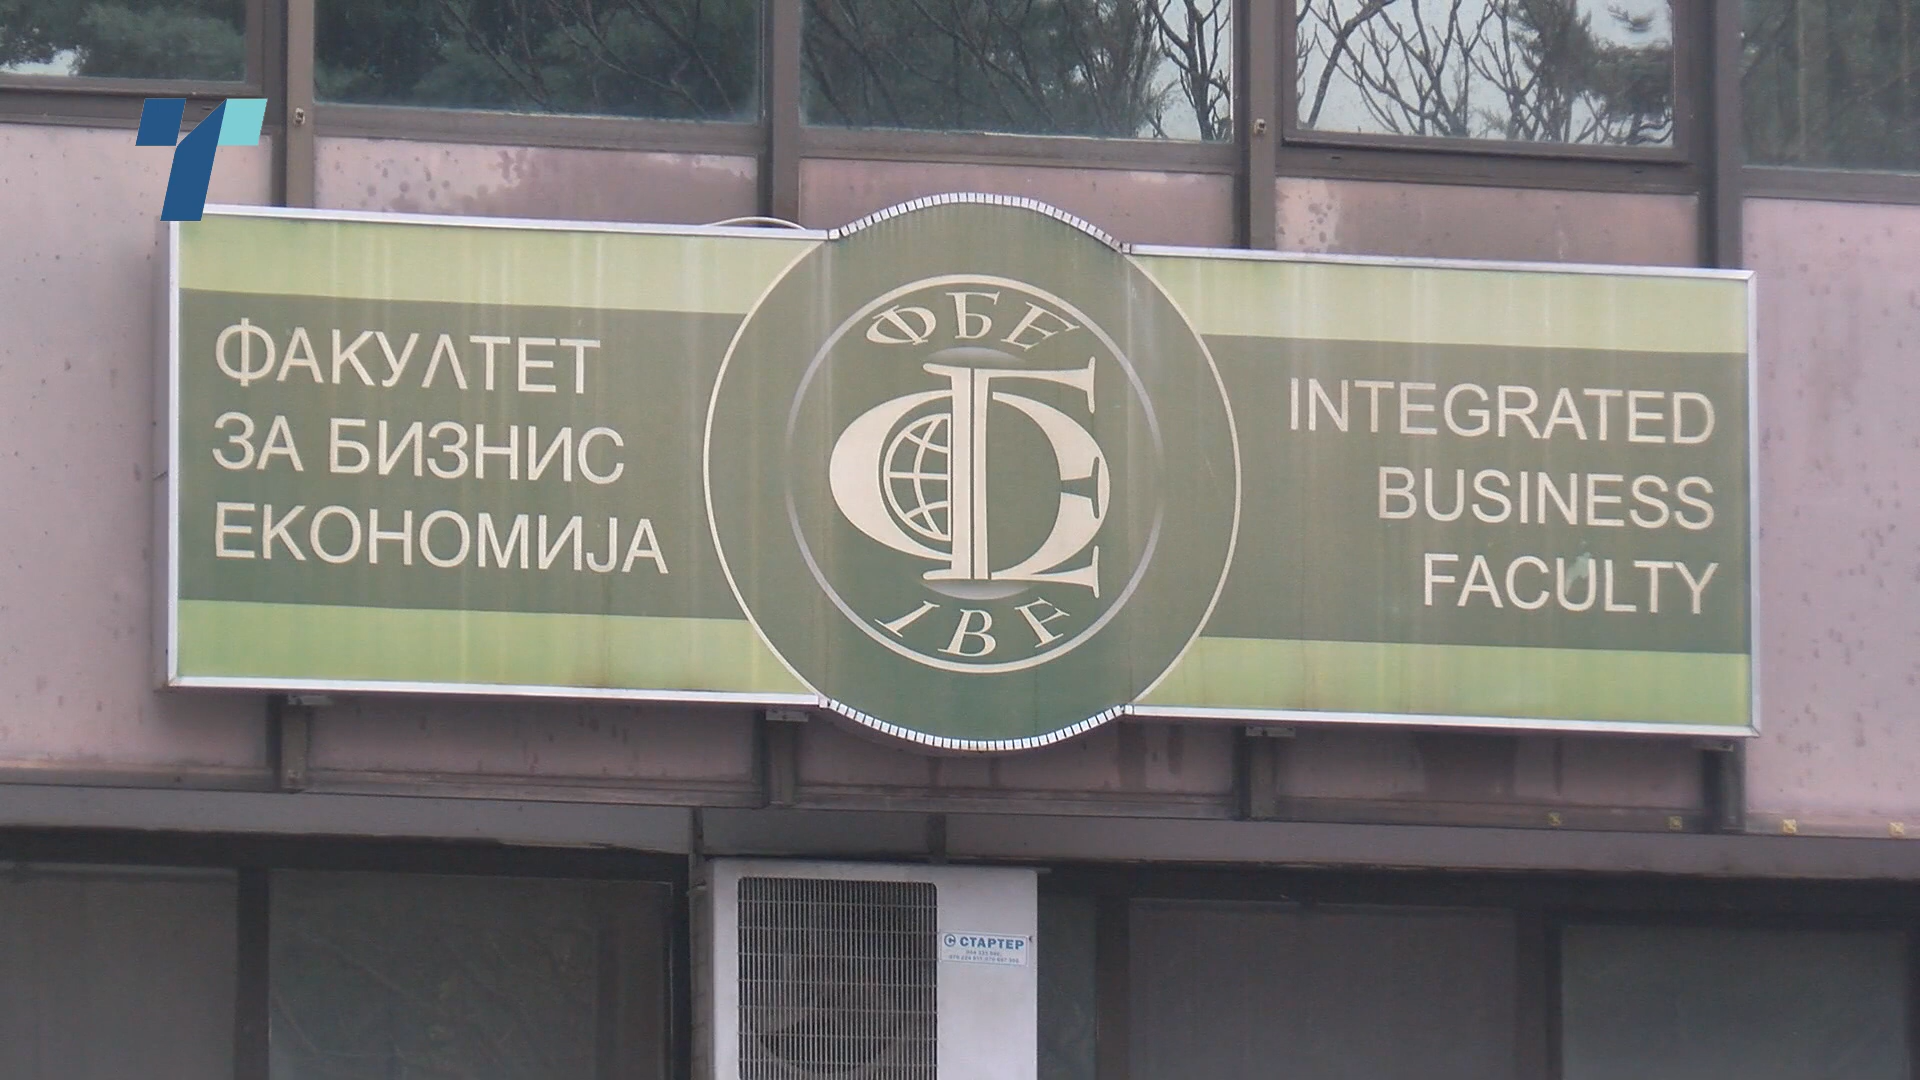 ФАКУЛТЕТ
ЗА БИЗНИС
ЕКОНОМИЈА
ФБЕ
IBF
INTEGRATED
BUSINESS
FACULTY
СТАРТЕР